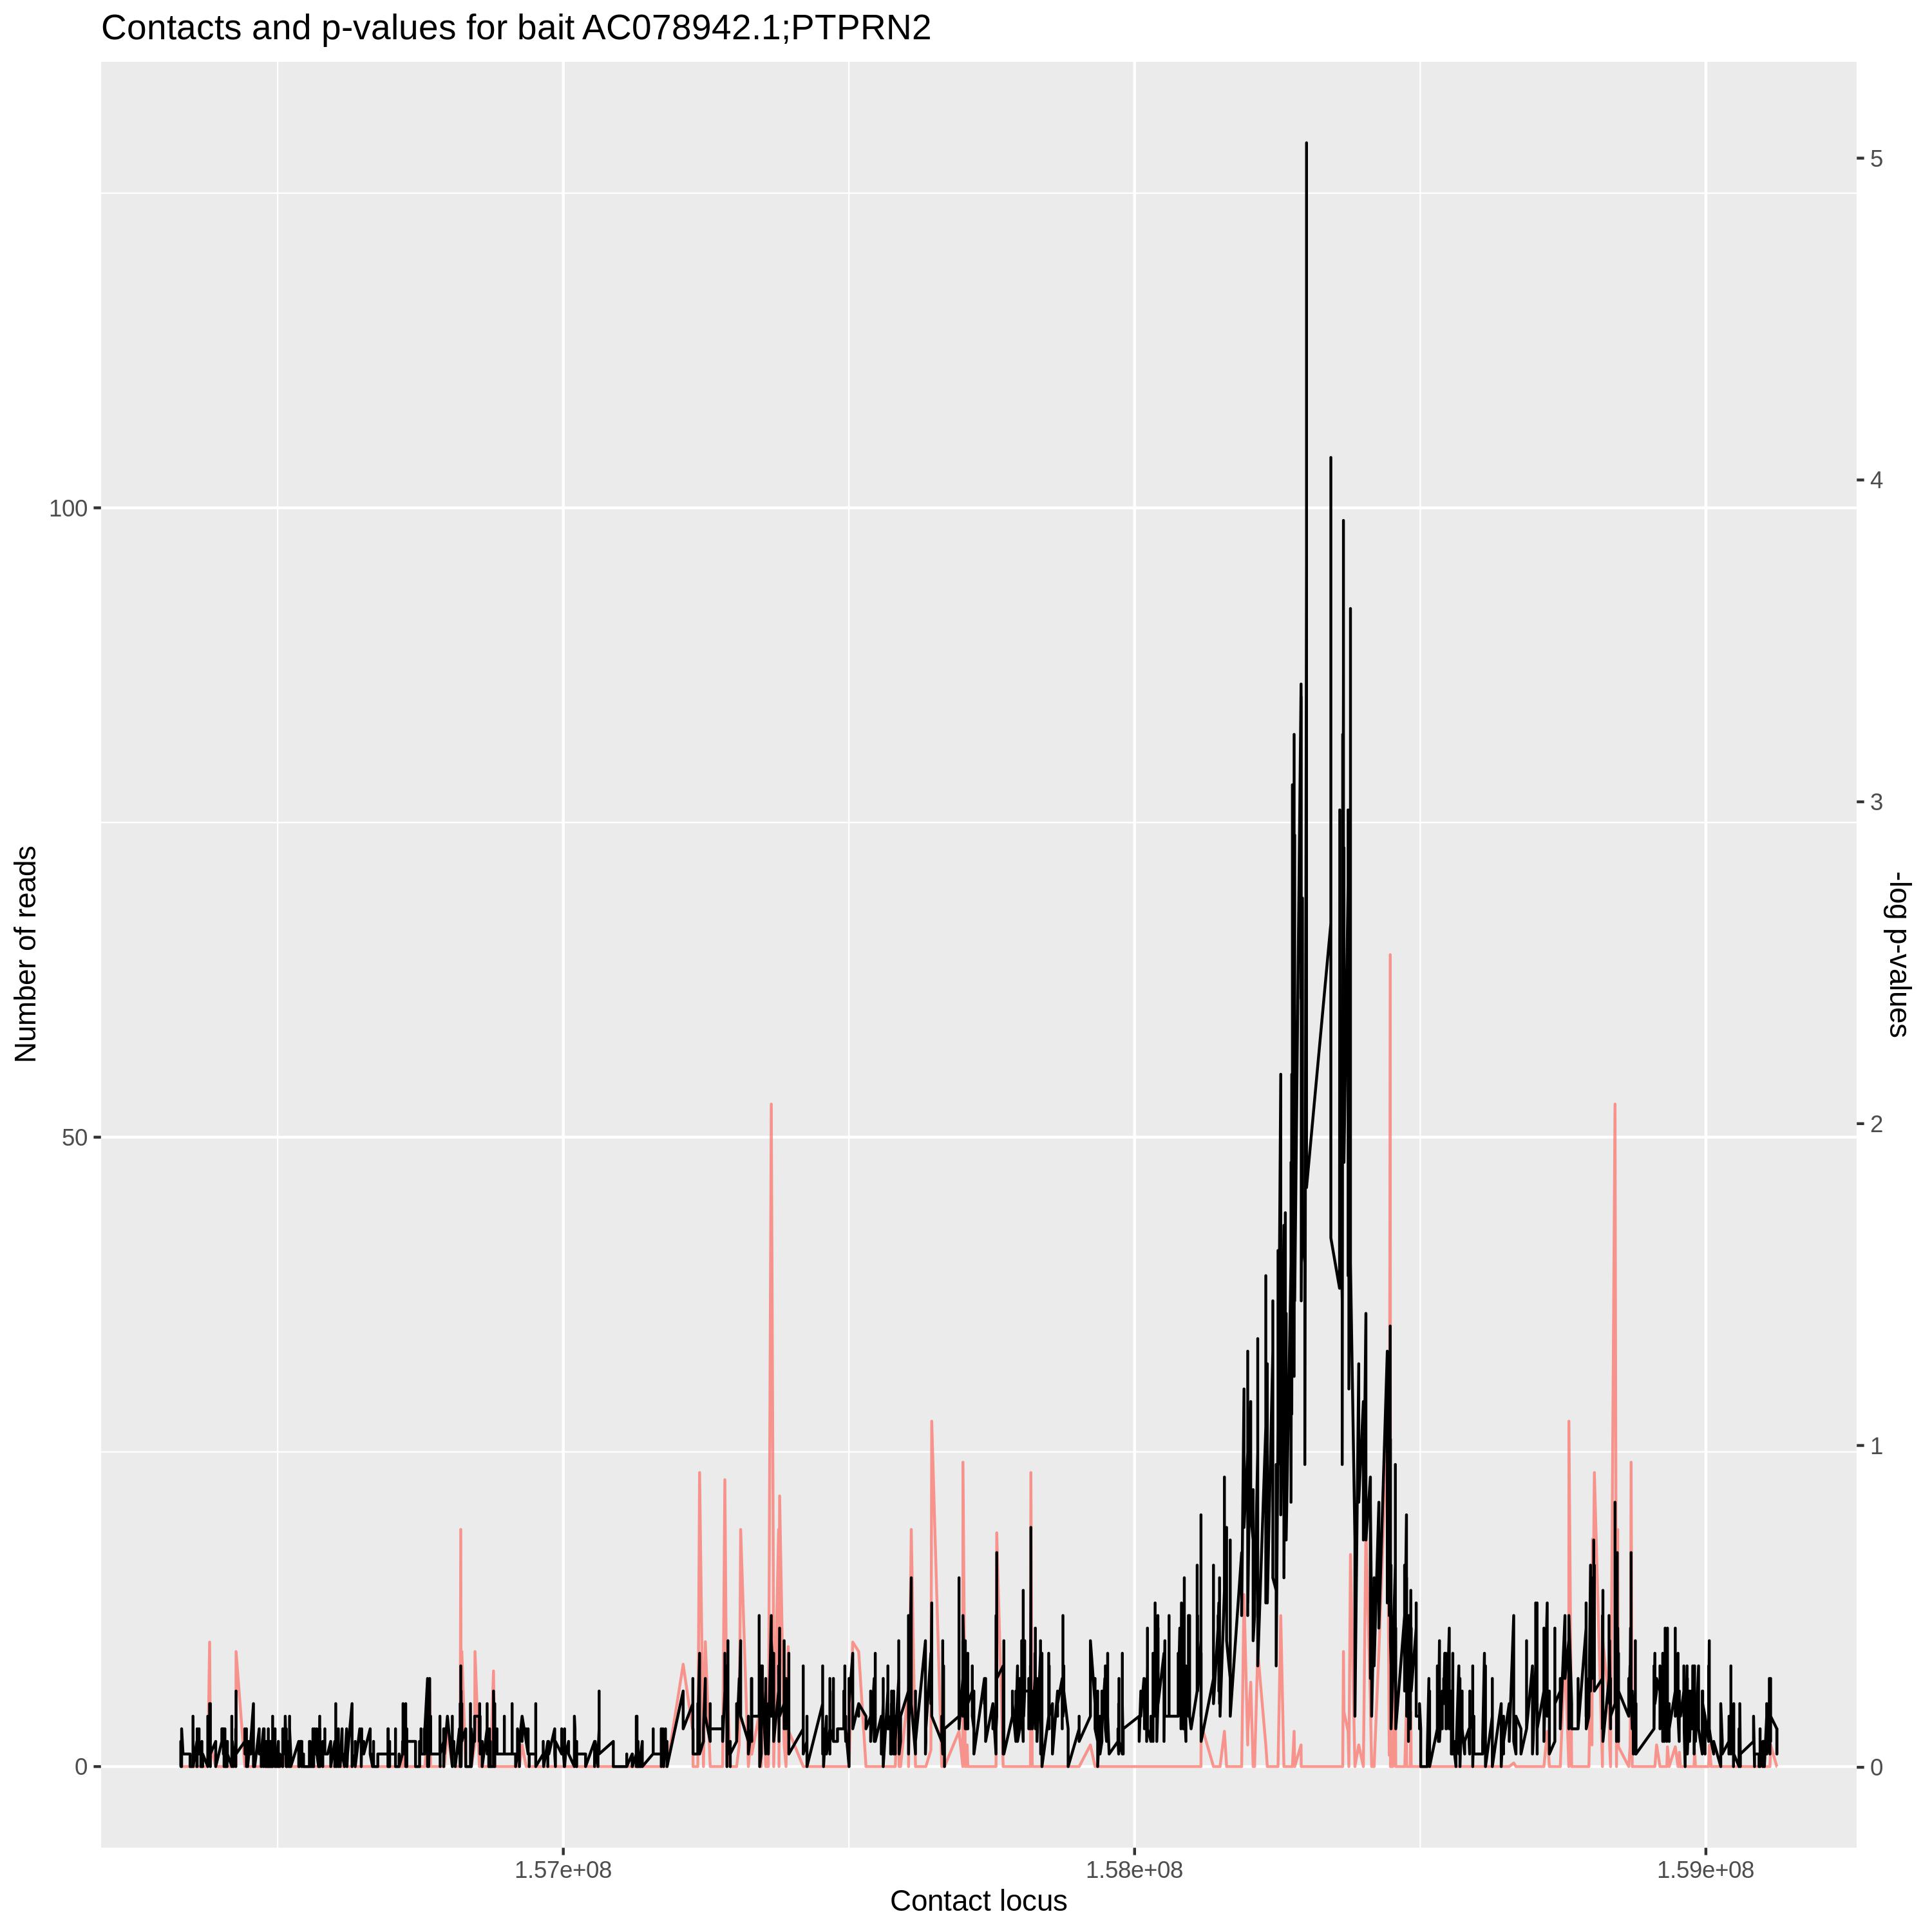 Contacts and p-values for bait AC078942.1;PTPRN2
Number of reads
100
50
0
5
4
3
2
1
0
-log p-values
1.57e+08
1.58e+08
1.59e+08
Contact locus